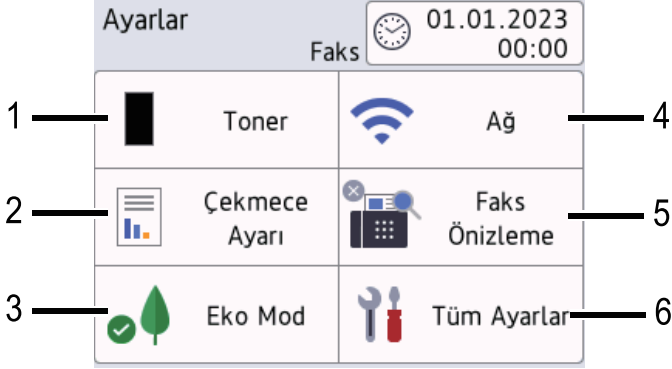 Ayarlar
Faks
01.01.2023
00:00
1
Toner
Ağ
4
2
Çekmece
Ayarı
Faks
Önizleme
5
3
Eko Mod
Tüm Ayarlar
6